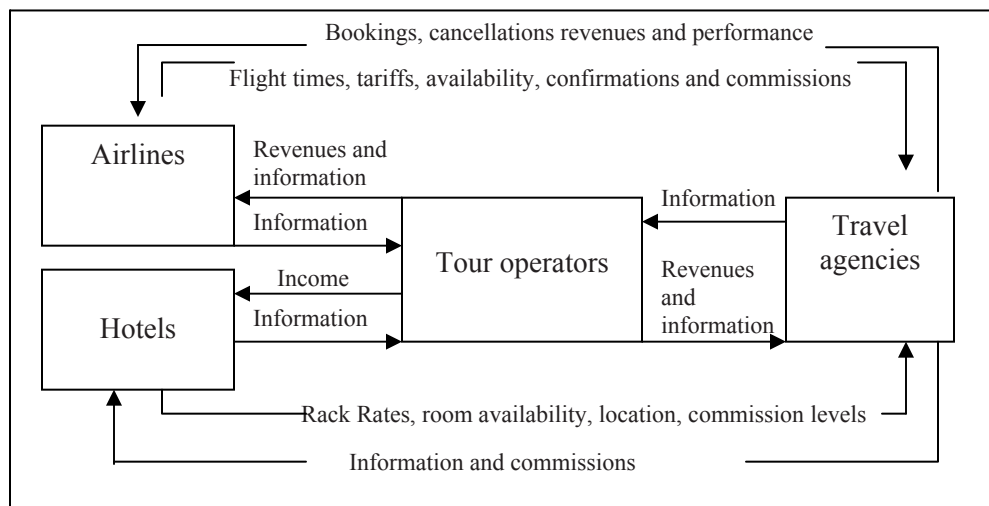 Bookings, cancellations revenues and performance
Flight times, tariffs, availability, confirmations and commissions
Airlines
Revenues and
information
Information
Information
Travel
agencies
Tour operators
Income
Information
Revenues
and
information
Hotels
Rack Rates, room availability, location, commission levels
Information and commissions